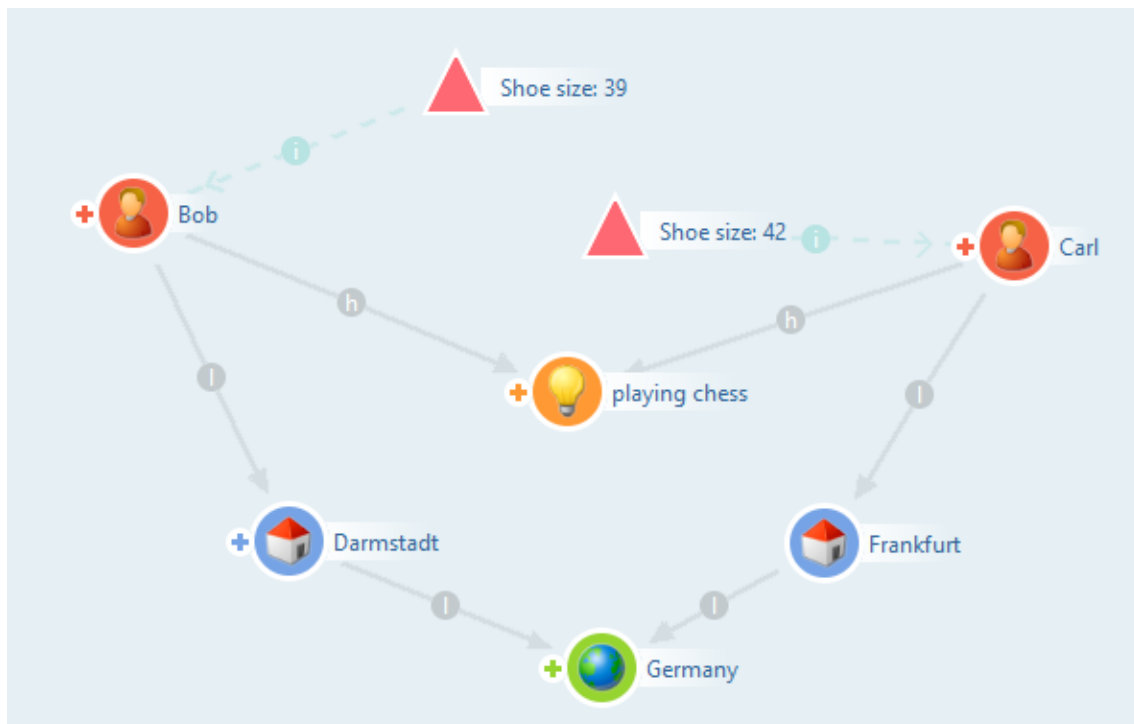 Shoe size: 39
i
Bob
Shoe size: 42
i
Carl
h
h
playing chess
l
l
Darmstadt
Frankfurt
l
l
Germany